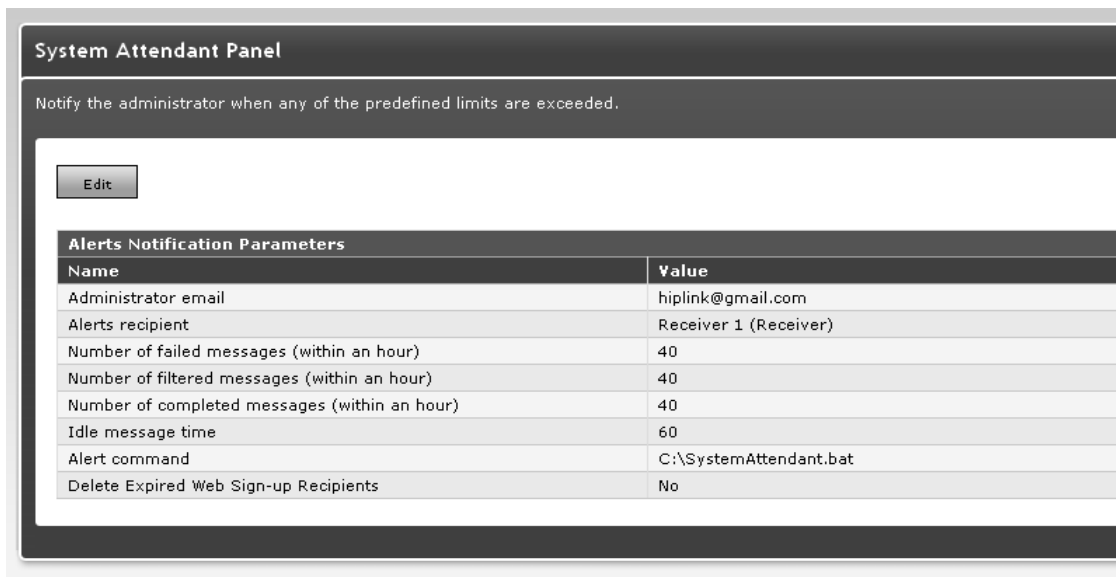 System Attendant Panel
Notify the administrator when any of the predefined limits are exceeded.
Edit
Alerts Notification Parameters
Name Value
Administrator email hiplink@gmail.com
Alerts recipient Receiver 1 (Receiver)
Number of failed messages (within an hour) 40
Number of filtered messages (within an hour) 40
Number of completed messages (within an hour) 40
Idle message time 60
Alert command C:\SystemAttendant.bat
Delete Expired Web Sign-up Recipients No